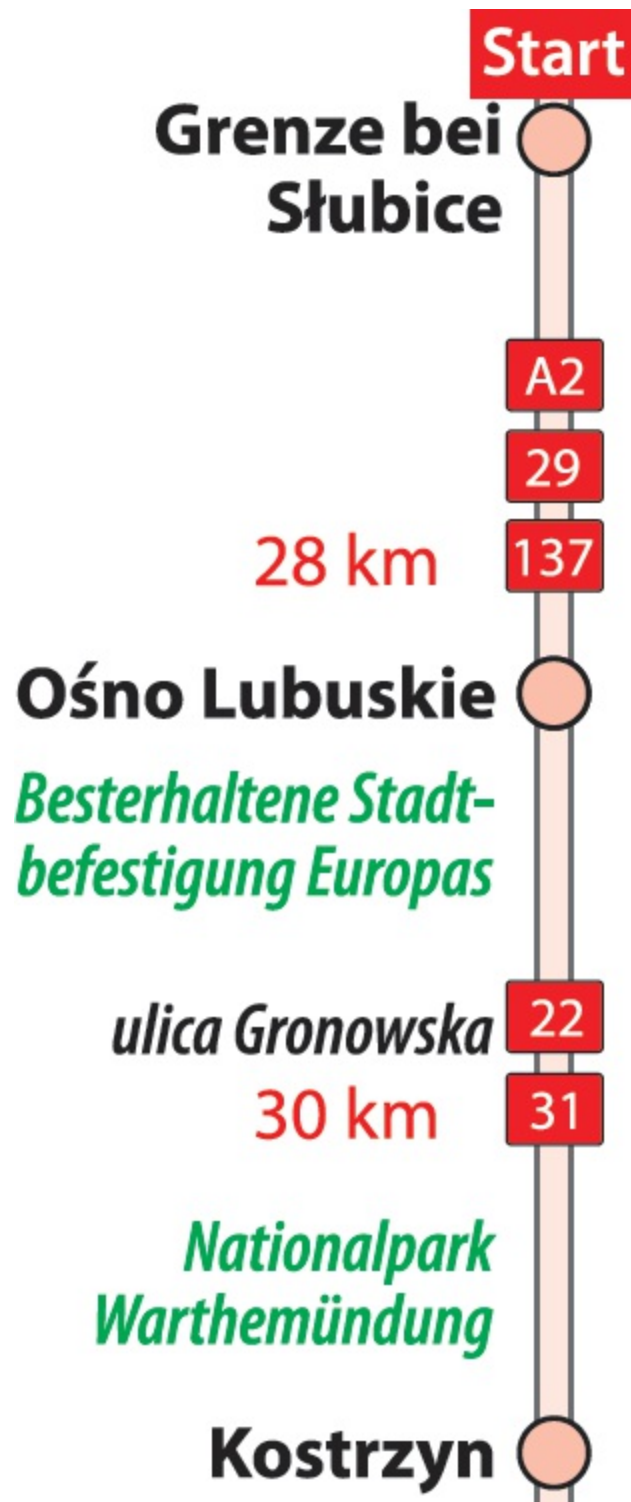 Start
Grenze bei
Słubice
A2
29
28 km
137
Ośno Lubuskie
Besterhaltene Stadt-
befestigung Europas
ulica Gronowska
22
30 km
31
Nationalpark
Warthemündung
Kostrzyn